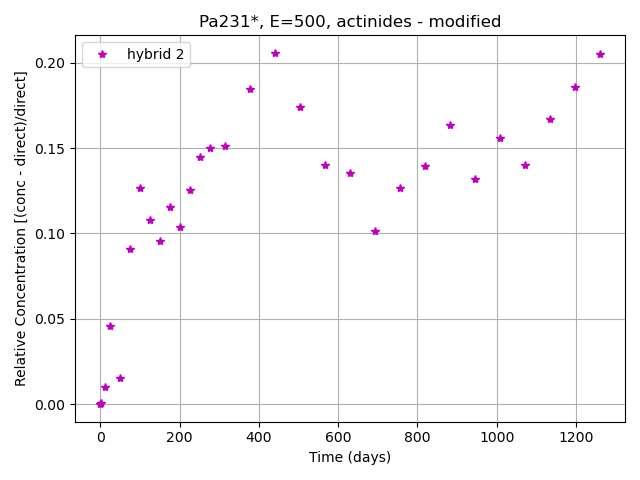 Pa231*, E=500, actinides - modified
hybrid 2
Relative Concentration [(conc - direct)/direct]
0.20
0.15
0.10
0.05
0.00
0 200 400 600 800 1000 1200
Time (days)